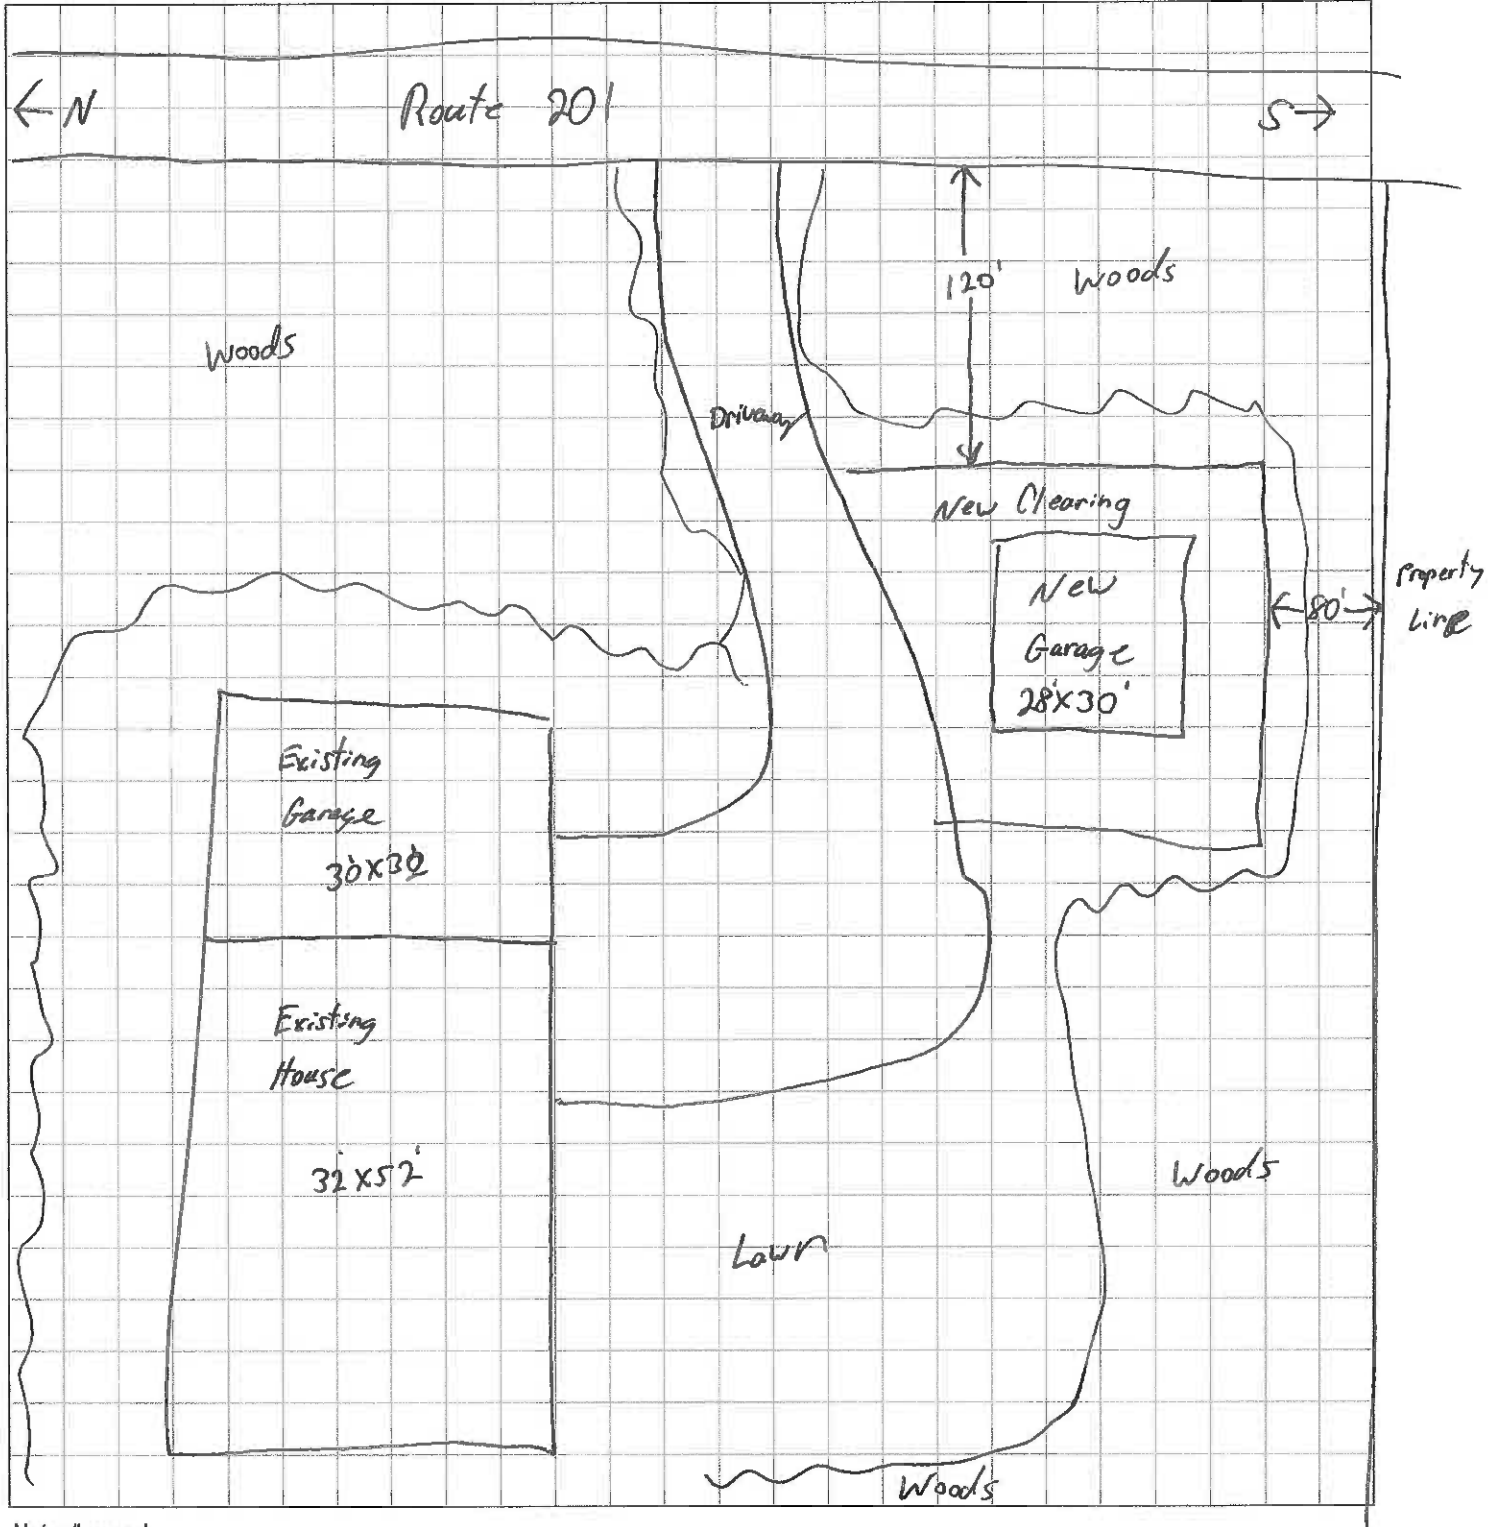 ← N
Route 201
S →
120'
Woods
Woods
Driveway
New Clearing
New
Garage
28'X30'
80'
Property
Line
Existing
Garage
30'X30'
Existing
House
32'X52'
Woods
Lawn
Woods